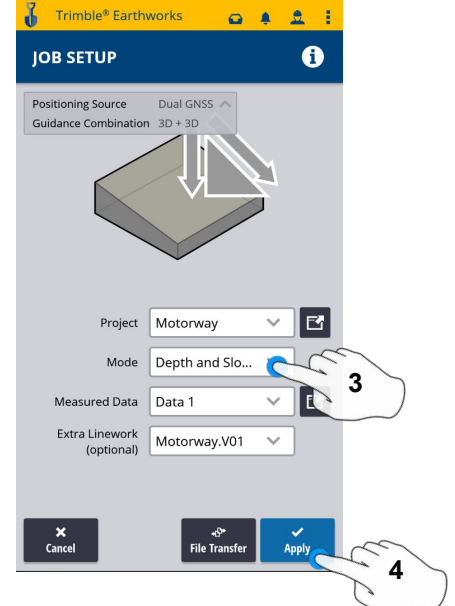 Trimble® Earthworks
JOB SETUP
Positioning Source Dual GNSS
Guidance Combination 3D + 3D
Project Motorway
Mode Depth and Slo...
3
Measured Data Data 1
Extra Linework
(optional) Motorway.V01
Cancel File Transfer Apply
4